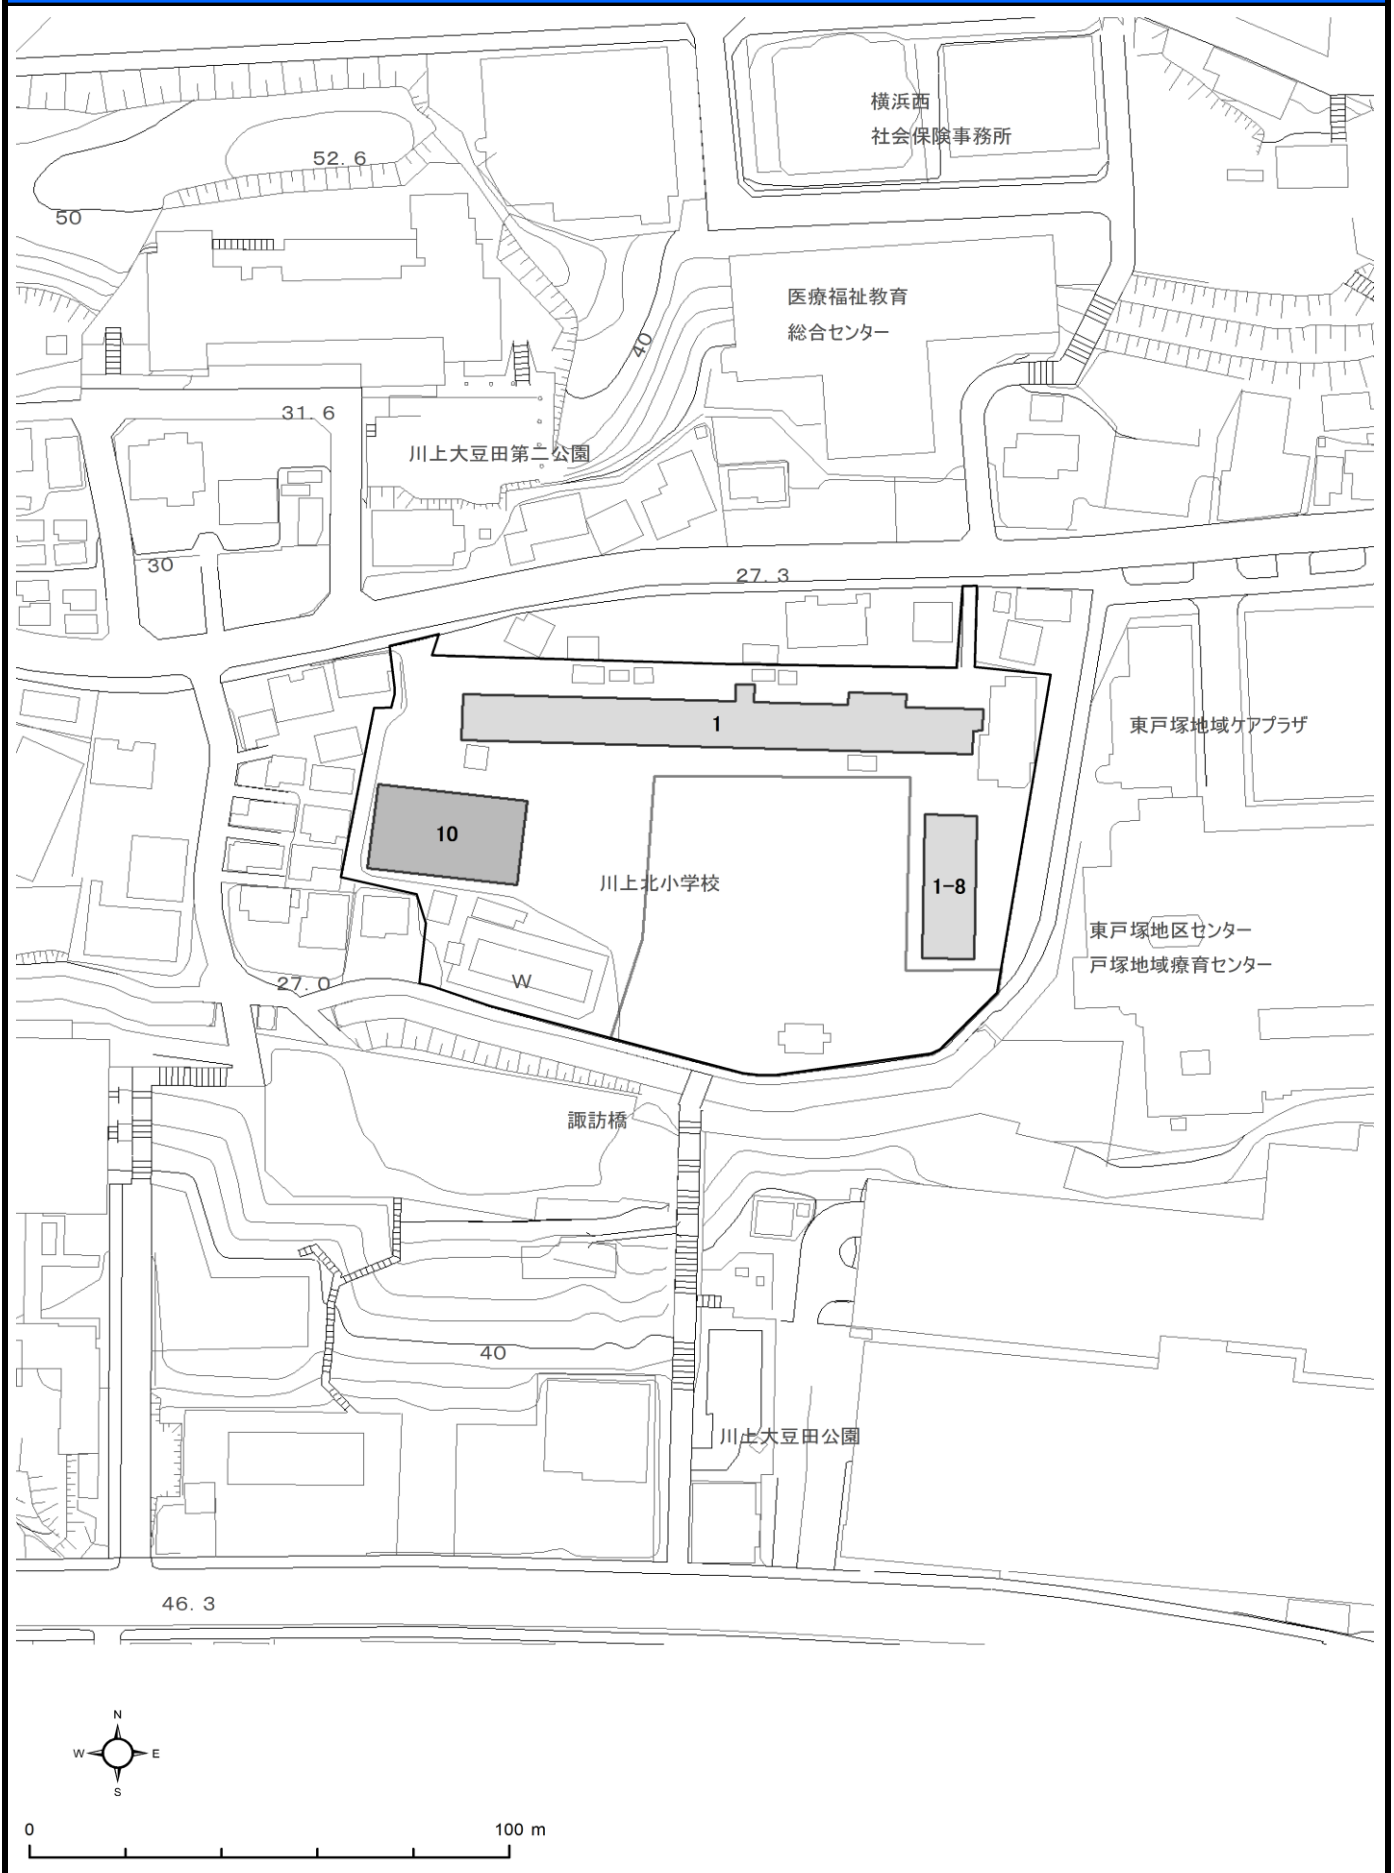 横浜西
社会保険事務所
52. 6
50
医療福祉教育
総合センター
40
31. 6
川上大豆田第二公園
30
27. 3
1
東戸塚地域ケアプラザ
10
川上北小学校
1-8
東戸塚地区センター
戸塚地域療育センター
27. 0
W
諏訪橋
40
川上大豆田公園
46. 3
N
W
E
S
0
100 m